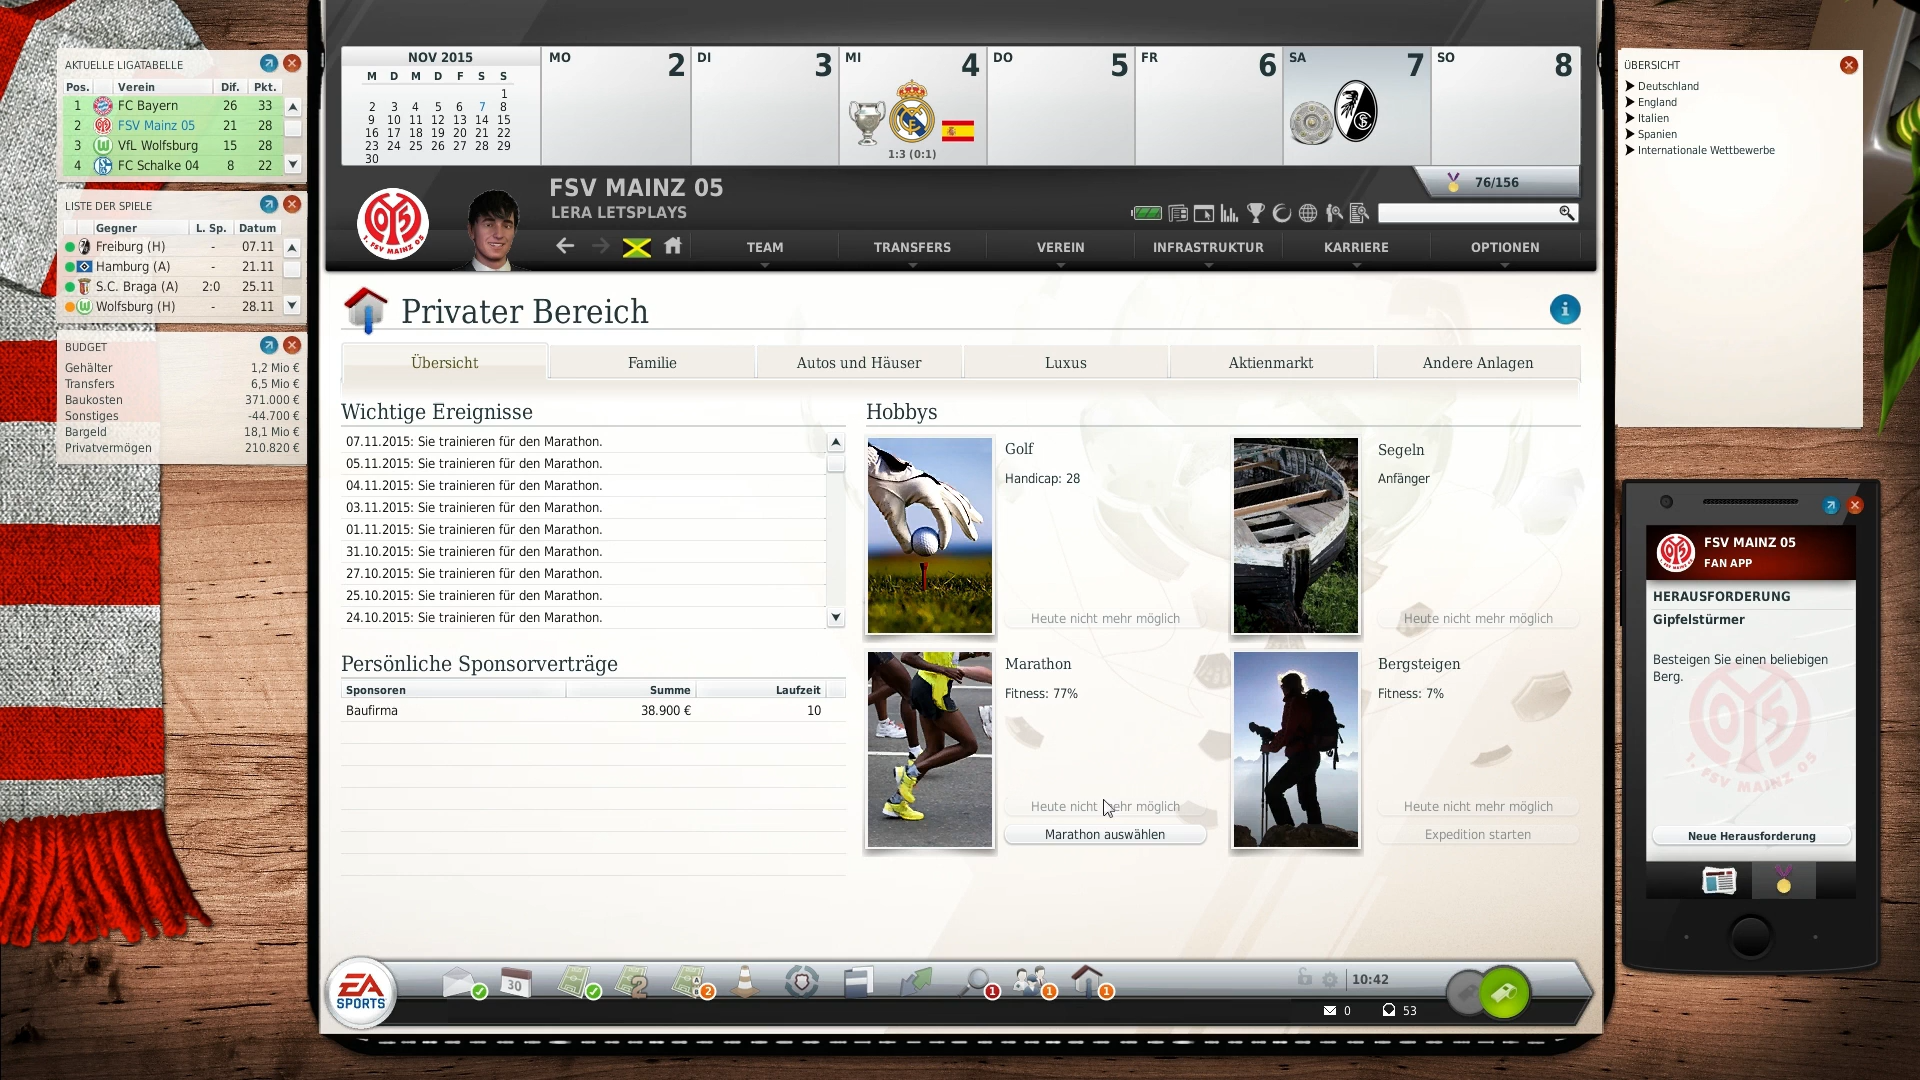 AKTUELLE LIGATABELLE
Pos. Verein Dif. Pkt.
1 FC Bayern 26 33
2 FSV Mainz 05 21 28
3 VfL Wolfsburg 15 28
4 FC Schalke 04 8 22
LISTE DER SPIELE
Gegner L. Sp. Datum
Freiburg (H) - 07.11
Hamburg (A) - 21.11
S.C. Braga (A) 2:0 25.11
Wolfsburg (H) - 28.11
BUDGET
Gehälter 1,2 Mio €
Transfers 6,5 Mio €
Baukosten 371.000 €
Sonstiges -44.700 €
Bargeld 18,1 Mio €
Privatvermögen 210.820 €
NOV 2015
M D M D F S S
1
2 3 4 5 6 7 8
9 10 11 12 13 14 15
16 17 18 19 20 21 22
23 24 25 26 27 28 29
30
MO 2
DI 3
MI 4
1:3 (0:1)
DO 5
FR 6
SA 7
SO 8
76/156
FSV MAINZ 05
LERA LETSPLAYS
1. FSV MAINZ 05
TEAM TRANSFERS VEREIN INFRASTRUKTUR KARRIERE OPTIONEN
Privater Bereich
Übersicht Familie Autos und Häuser Luxus Aktienmarkt Andere Anlagen
Wichtige Ereignisse
07.11.2015: Sie trainieren für den Marathon.
05.11.2015: Sie trainieren für den Marathon.
04.11.2015: Sie trainieren für den Marathon.
03.11.2015: Sie trainieren für den Marathon.
01.11.2015: Sie trainieren für den Marathon.
31.10.2015: Sie trainieren für den Marathon.
27.10.2015: Sie trainieren für den Marathon.
25.10.2015: Sie trainieren für den Marathon.
24.10.2015: Sie trainieren für den Marathon.
Persönliche Sponsorverträge
Sponsoren Summe Laufzeit
Baufirma 38.900 € 10
Hobbys
Golf
Handicap: 28
Heute nicht mehr möglich
Segeln
Anfänger
Heute nicht mehr möglich
Marathon
Fitness: 77%
Heute nicht mehr möglich
Marathon auswählen
Bergsteigen
Fitness: 7%
Heute nicht mehr möglich
Expedition starten
ÜBERSICHT
Deutschland
England
Italien
Spanien
Internationale Wettbewerbe
FSV MAINZ 05
FAN APP
HERAUSFORDERUNG
Gipfelstürmer
Besteigen Sie einen beliebigen
Berg.
1. FSV MAINZ 05
Neue Herausforderung
EA
SPORTS
30
2
2
1
1
1
10:42
0 53